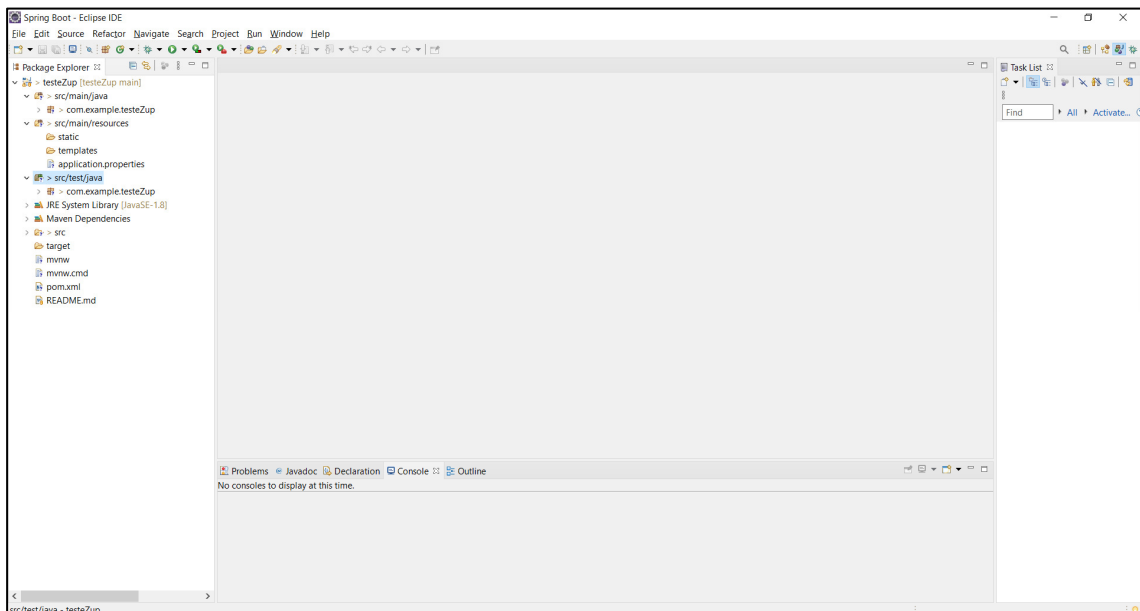 Spring Boot - Eclipse IDE
File Edit Source Refactor Navigate Search Project Run Window Help
Package Explorer
Task List
> testeZup [testeZup main]
> src/main/java
> com.example.testeZup
> src/main/resources
static
templates
application.properties
> src/test/java
> com.example.testeZup
JRE System Library [JavaSE-1.8]
Maven Dependencies
> src
target
mvnw
mvnw.cmd
pom.xml
README.md
Find All Activate...
Problems Javadoc Declaration Console Outline
No consoles to display at this time.
src/test/java - testeZup